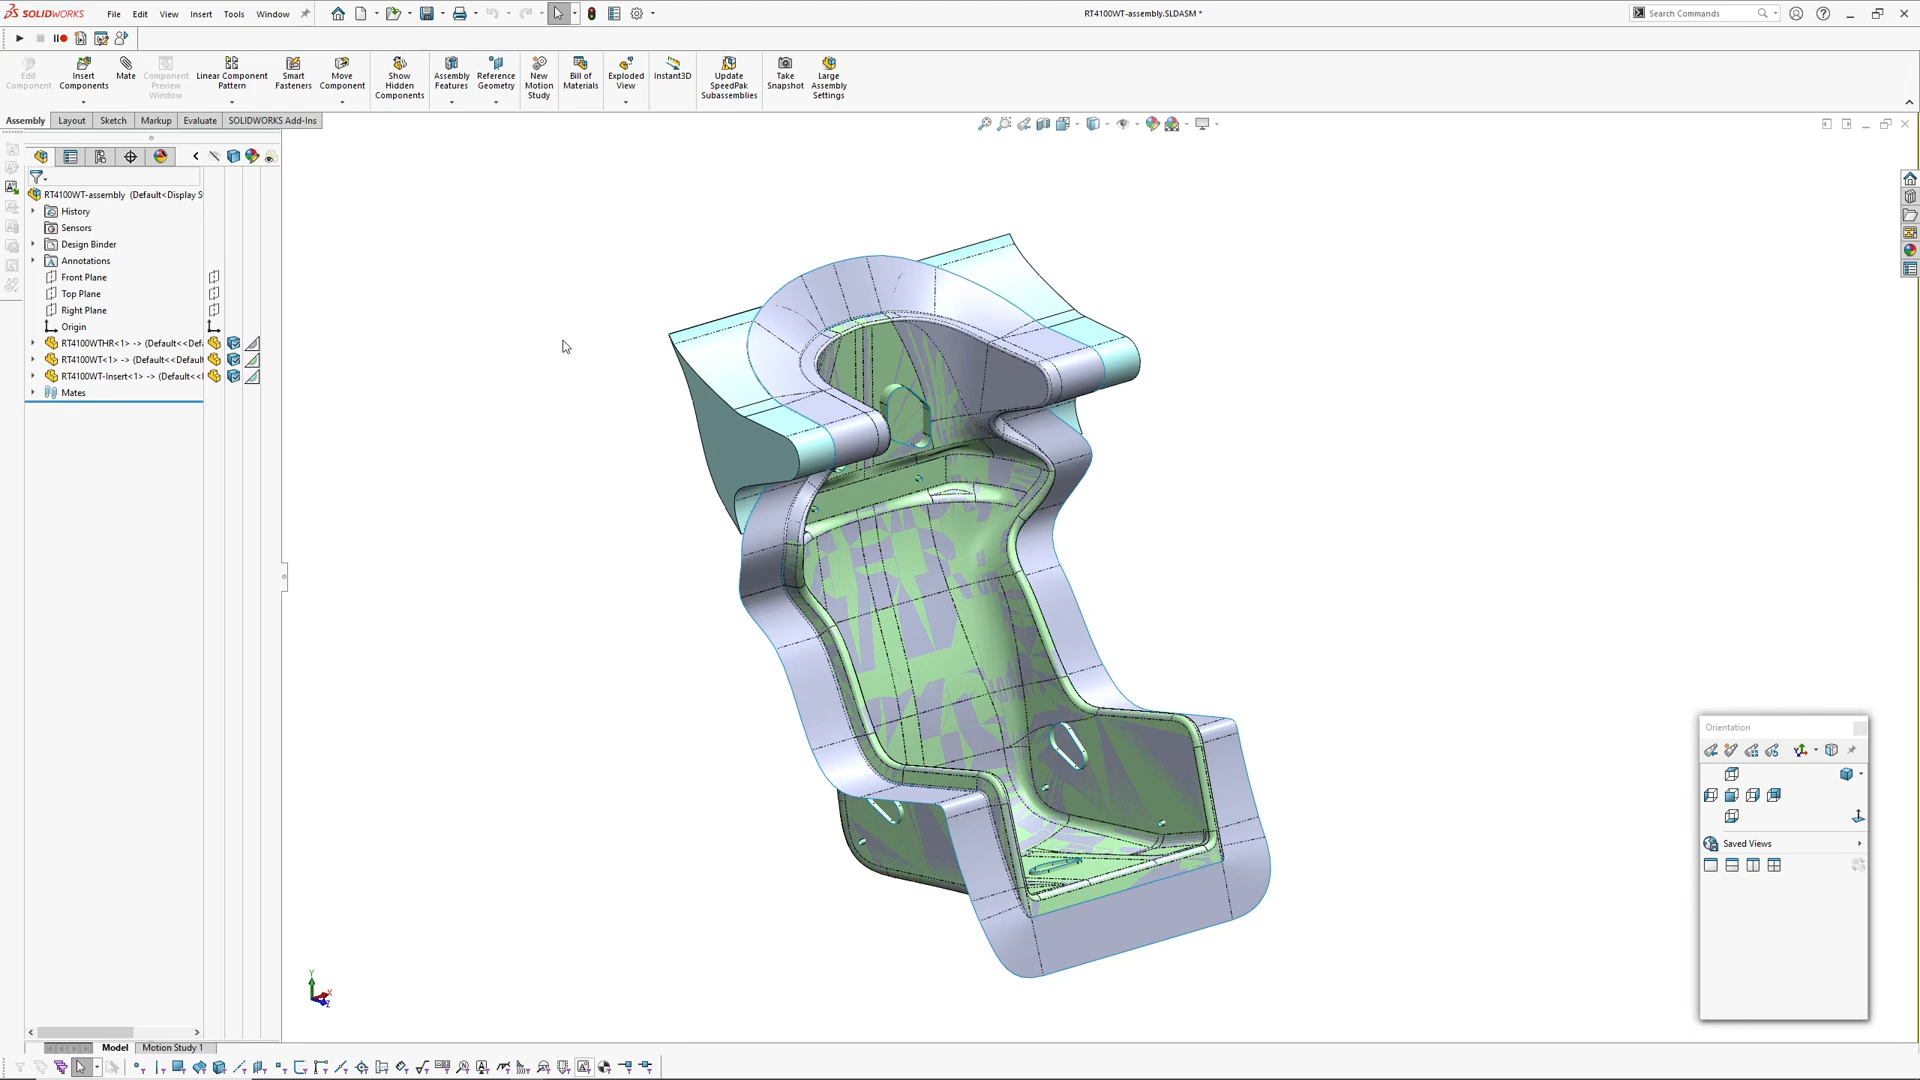 SOLIDWORKS File Edit View Insert Tools Window RT4100WT-assembly.SLDASM * Search Commands
Edit Component
Insert Components
Mate
Component Preview Window
Linear Component Pattern
Smart Fasteners
Move Component
Show Hidden Components
Assembly Features
Reference Geometry
New Motion Study
Bill of Materials
Exploded View
Instant3D
Update SpeedPak Subassemblies
Take Snapshot
Large Assembly Settings
Assembly Layout Sketch Markup Evaluate SOLIDWORKS Add-Ins
RT4100WT-assembly (Default<Display S
History
Sensors
Design Binder
Annotations
Front Plane
Top Plane
Right Plane
Origin
RT4100WTHR<1> -> (Default<<Def
RT4100WT<1> -> (Default<<Default
RT4100WT-Insert<1> -> (Default<<
Mates
Orientation
Saved Views
Y
X
Z
Model Motion Study 1